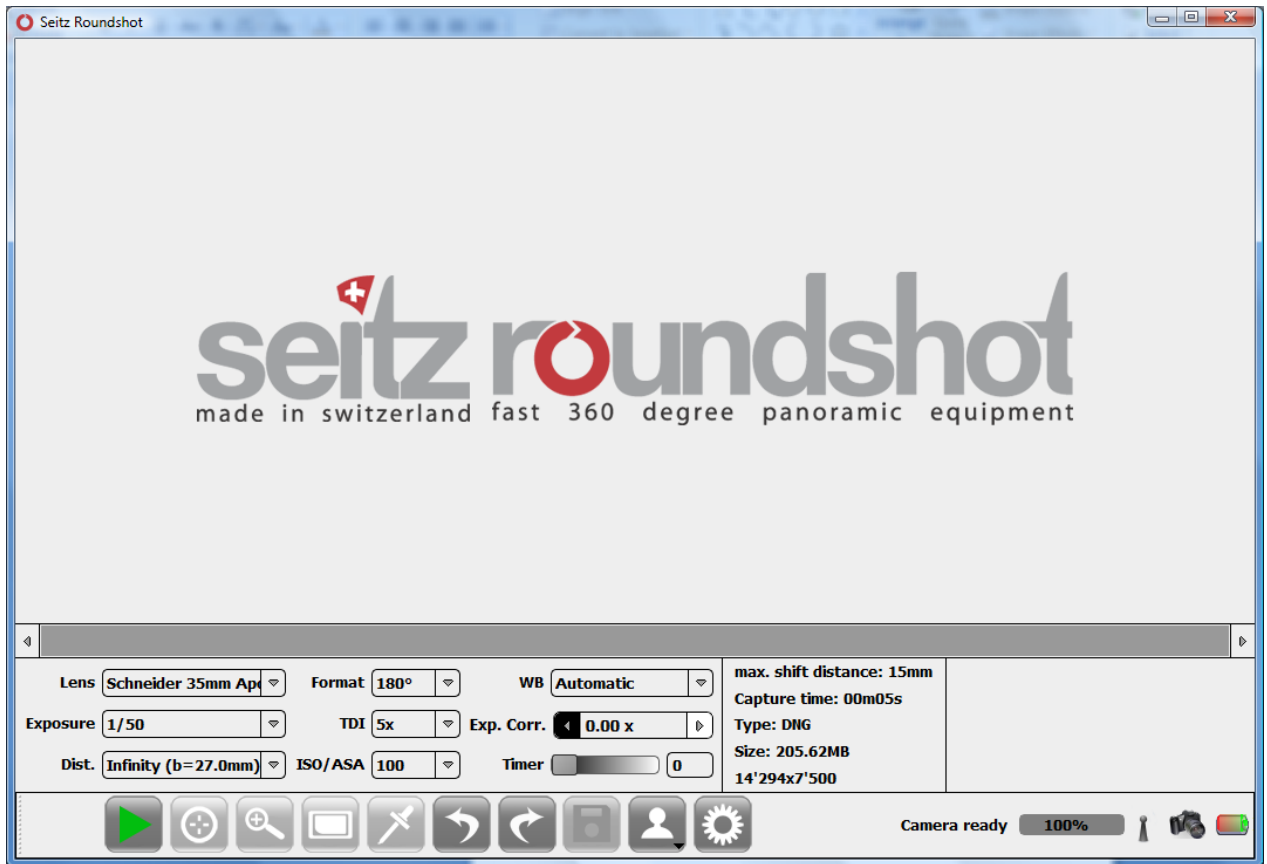 Seitz Roundshot
seitz roundshot
made in switzerland fast 360 degree panoramic equipment
Lens Schneider 35mm Ap Format 180° WB Automatic
Exposure 1/50 TDI 5x Exp. Corr. 0.00 x
Dist. Infinity (b=27.0mm) ISO/ASA 100 Timer 0
max. shift distance: 15mm
Capture time: 00m05s
Type: DNG
Size: 205.62MB
14'294x7'500
Camera ready 100%